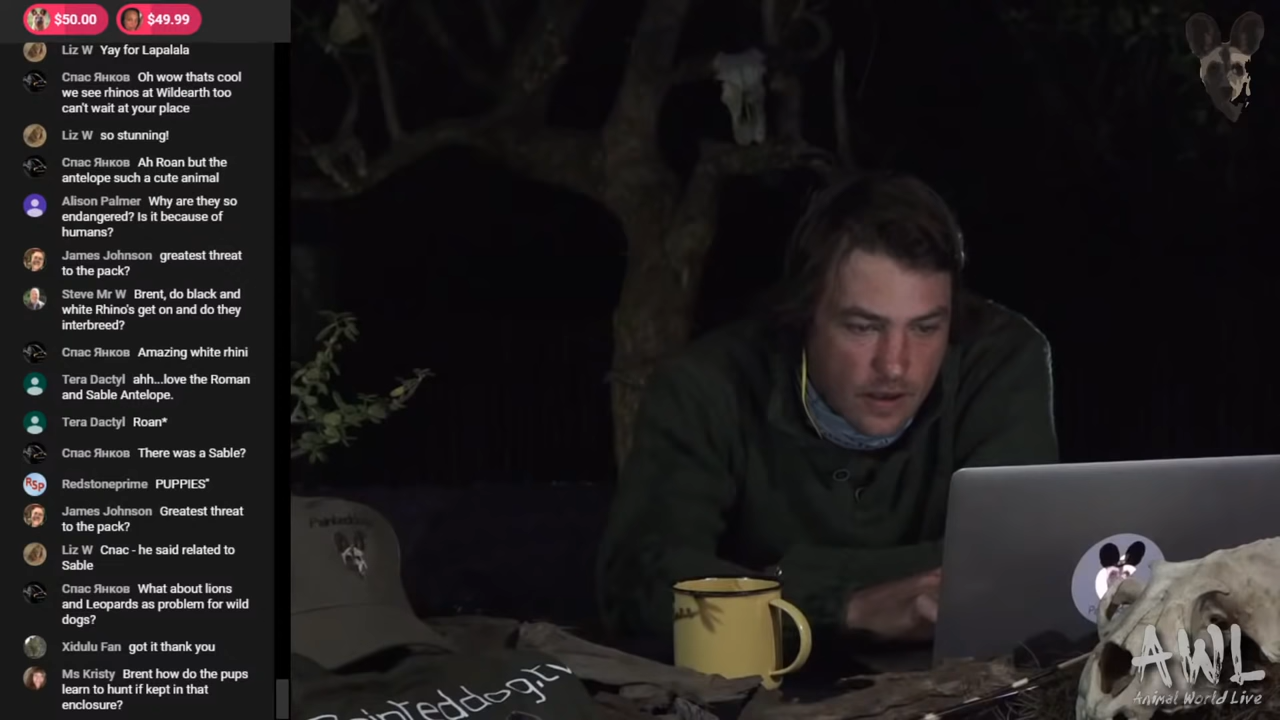 $50.00 $49.99
Liz W Yay for Lapalala
Спас Янков Oh wow thats cool
we see rhinos at Wildearth too
can't wait at your place
Liz W so stunning!
Спас Янков Ah Roan but the
antelope such a cute animal
Alison Palmer Why are they so
endangered? Is it because of
humans?
James Johnson greatest threat
to the pack?
Steve Mr W Brent, do black and
white Rhino's get on and do they
interbreed?
Спас Янков Amazing white rhini
Tera Dactyl ahh...love the Roman
and Sable Antelope.
Tera Dactyl Roan*
Спас Янков There was a Sable?
RSP
Redstoneprime PUPPIES"
James Johnson Greatest threat
to the pack?
Liz W Cnac - he said related to
Sable
Спас Янков What about lions
and Leopards as problem for wild
dogs?
Xidulu Fan got it thank you
Ms Kristy Brent how do the pups
learn to hunt if kept in that
enclosure?
Painteddog.tv
AWL
Animal World Live